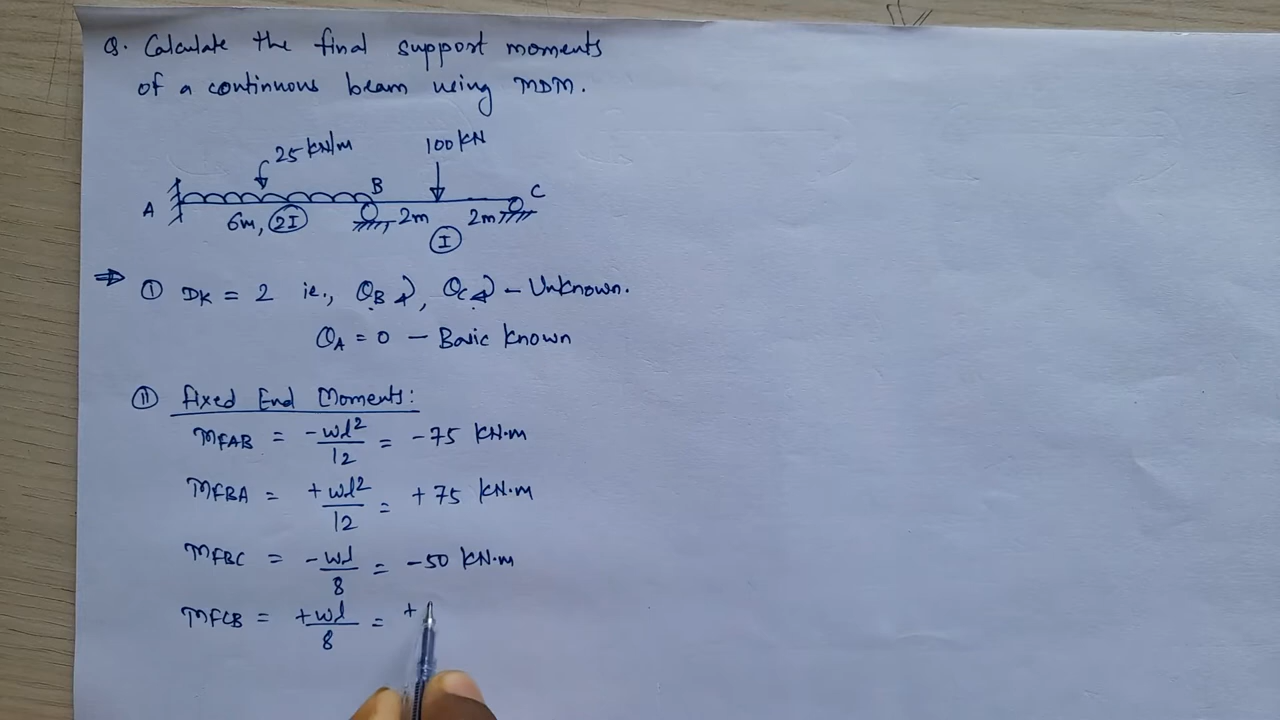 Q. Calculate the final support moments
of a continuous beam using MDM.
25 kN/m
100 kN
A
B
C
6m, 2I
2m
2m
I
⇒ I DK = 2 ie., θB, θC - Unknown.
θA = 0 - Basic Known
II Fixed End Moments:
MFAB = -wl²/12 = -75 kN.m
MFBA = +wl²/12 = +75 kN.m
MFBC = -Wl/8 = -50 kN.m
MFCB = +Wl/8 = +